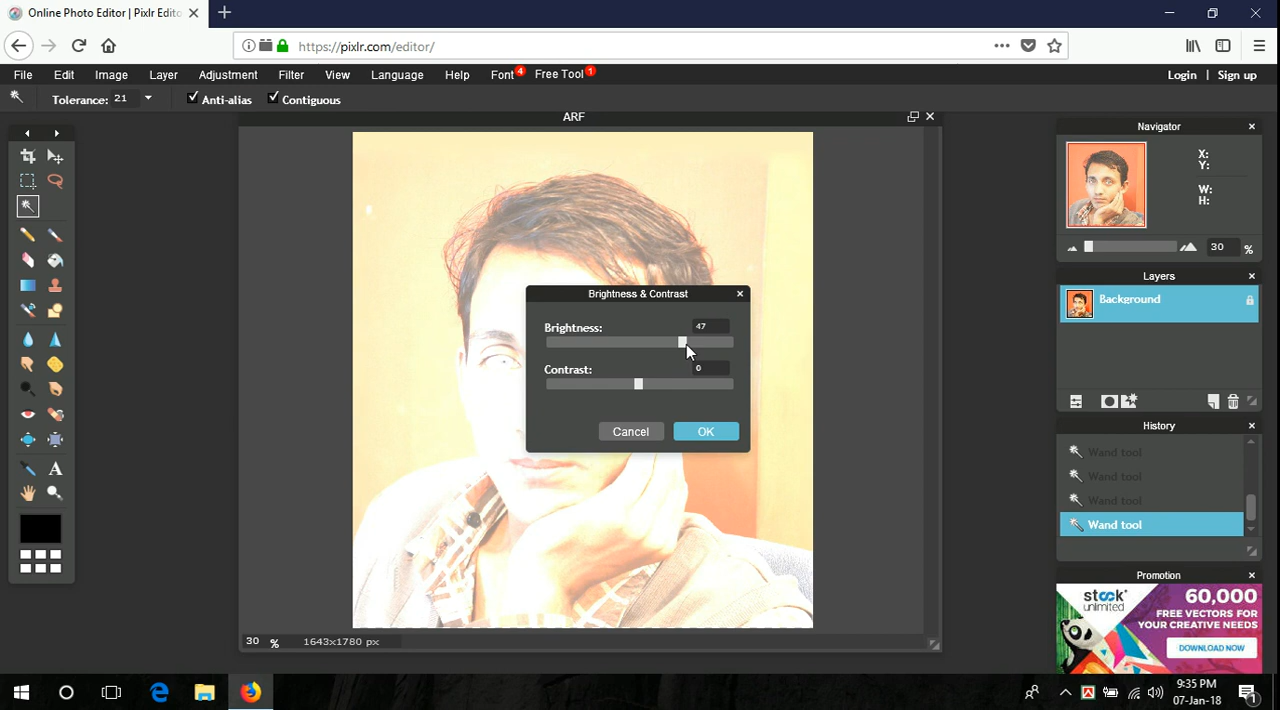 Online Photo Editor | Pixlr Edito
https://pixlr.com/editor/
File Edit Image Layer Adjustment Filter View Language Help Font 4 Free Tool 1 Login | Sign up
Tolerance: 21 Anti-alias Contiguous
ARF
Navigator
X:
Y:
W:
H:
30 %
Layers
Background
Brightness & Contrast
Brightness: 47
Contrast: 0
Cancel OK
History
Wand tool
Wand tool
Wand tool
Wand tool
Promotion
stock unlimited
60,000
FREE VECTORS FOR
YOUR CREATIVE NEEDS
DOWNLOAD NOW
30 % 1643x1780 px
A
9:35 PM
07-Jan-18
1